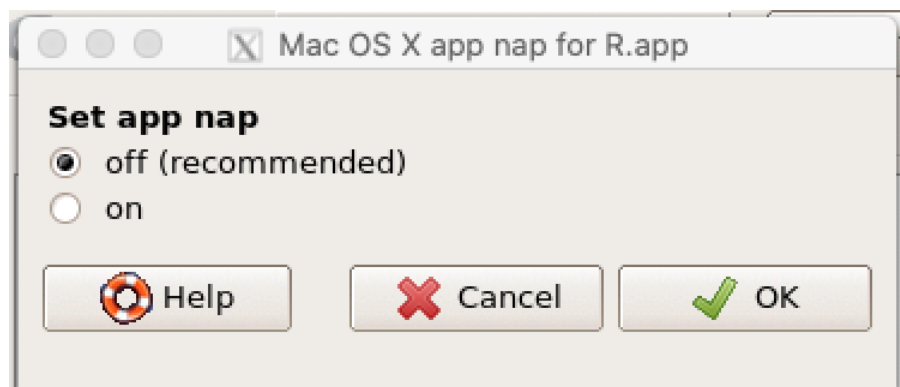 Mac OS X app nap for R.app
Set app nap
off (recommended)
on
Help Cancel OK